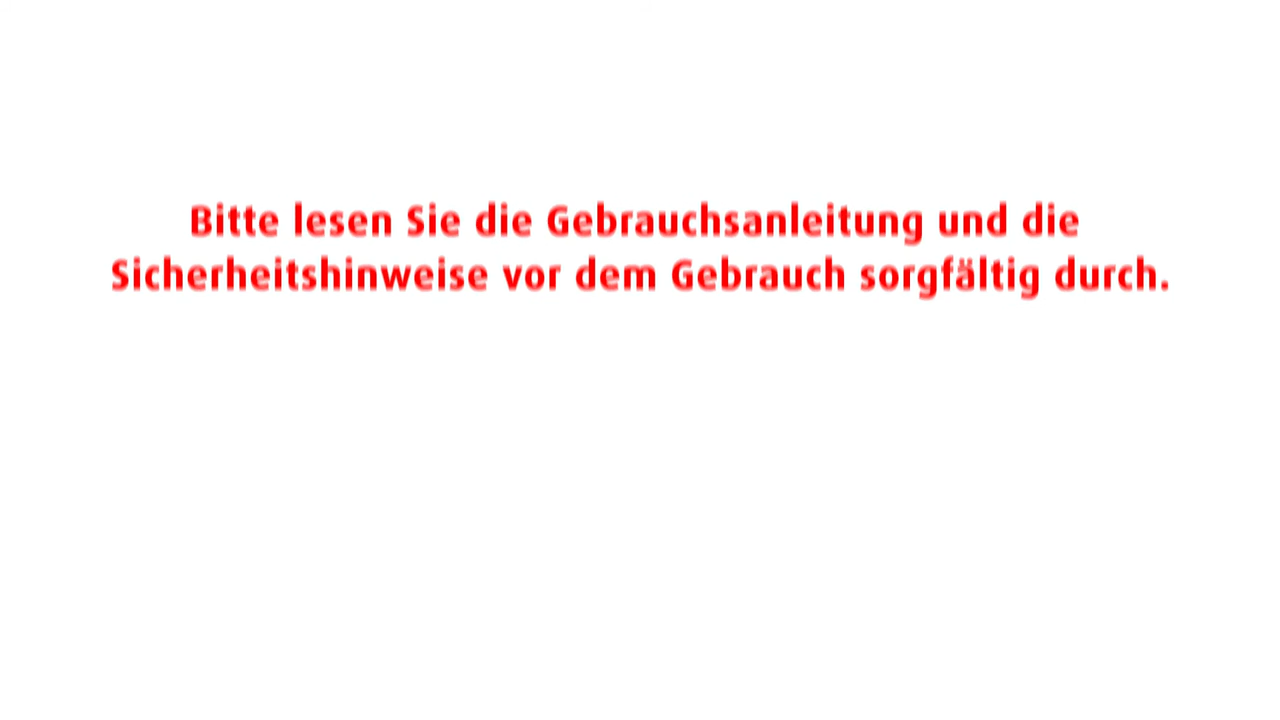 Bitte lesen Sie die Gebrauchsanleitung und die
Sicherheitshinweise vor dem Gebrauch sorgfältig durch.